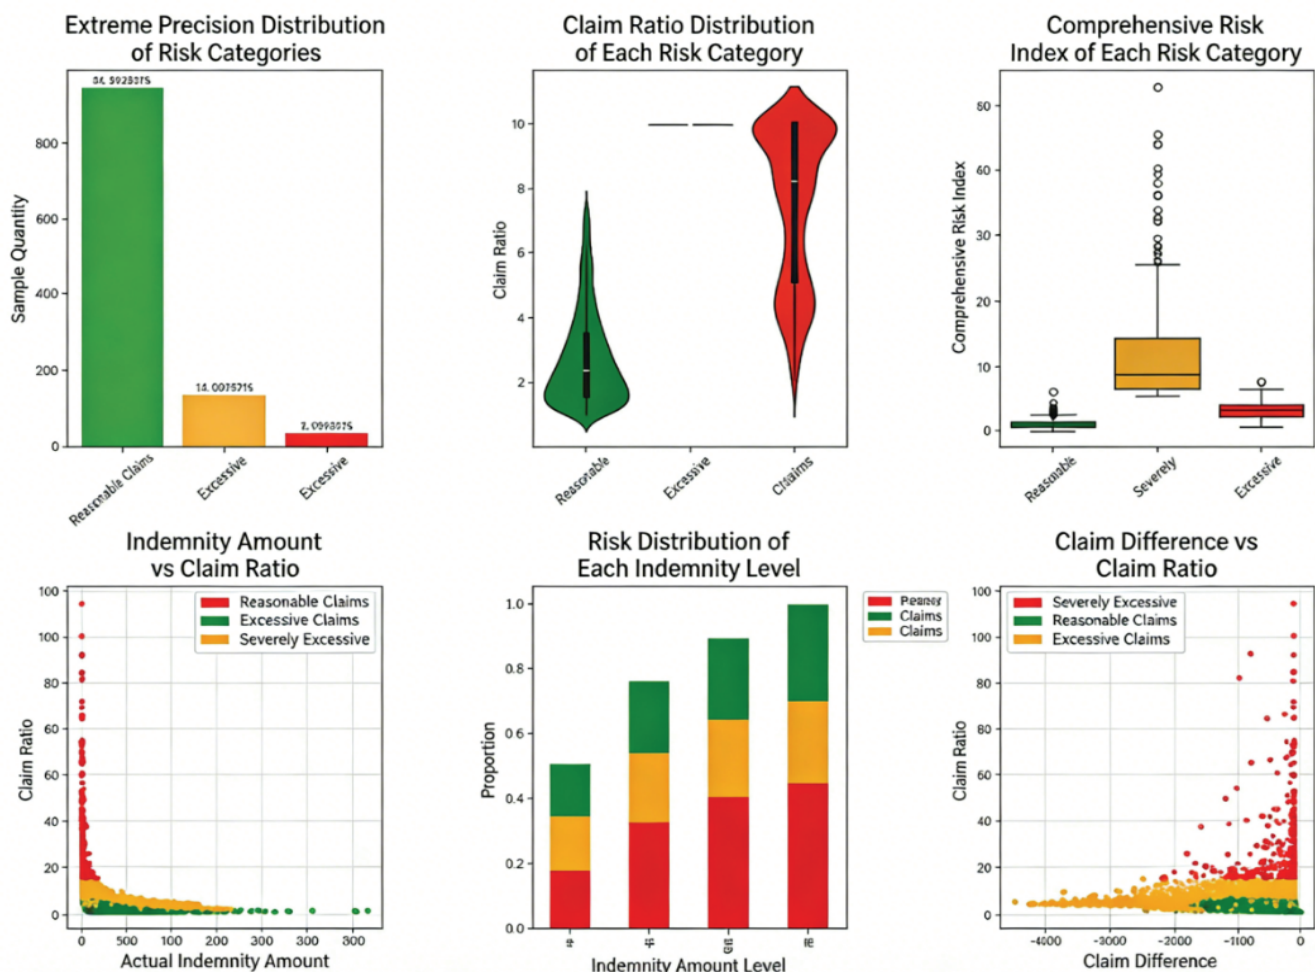 Extreme Precision Distribution
of Risk Categories
Sample Quantity
800
600
400
200
0
Reasonable Claims
Excessive
Excessive
Claim Ratio Distribution
of Each Risk Category
Claim Ratio
10
8
6
4
2
Reasonable
Excessive
Comprehensive Risk
Index of Each Risk Category
Comprehensive Risk Index
60
30
20
10
0
Reasonable
Severely
Excessive
Indemnity Amount
vs Claim Ratio
Reasonable Claims
Excessive Claims
Severely Excessive
Claim Ratio
100
100
80
60
60
40
20
0
0 500 100 200 300 300
Actual Indemnity Amount
Risk Distribution of
Each Indemnity Level
Claims
Claims
Proportion
1.0
0.8
0.6
0.4
0.2
0.0
Indemnity Amount Level
Claim Difference vs
Claim Ratio
Severely Excessive
Reasonable Claims
Excessive Claims
Claim Ratio
100
100
80
60
40
20
0
-4000 -3000 -2000 -1100 0
Claim Difference